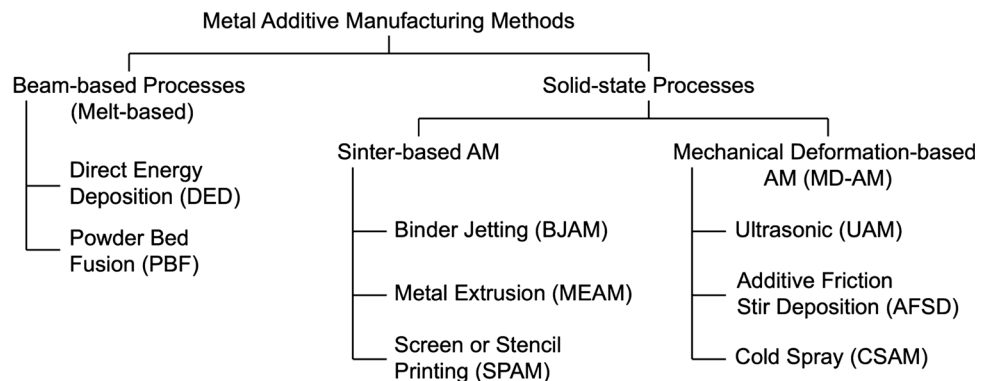 Metal Additive Manufacturing Methods
Beam-based Processes
(Melt-based)
Direct Energy
Deposition (DED)
Powder Bed
Fusion (PBF)
Solid-state Processes
Sinter-based AM
Binder Jetting (BJAM)
Metal Extrusion (MEAM)
Screen or Stencil
Printing (SPAM)
Mechanical Deformation-based
AM (MD-AM)
Ultrasonic (UAM)
Additive Friction
Stir Deposition (AFSD)
Cold Spray (CSAM)